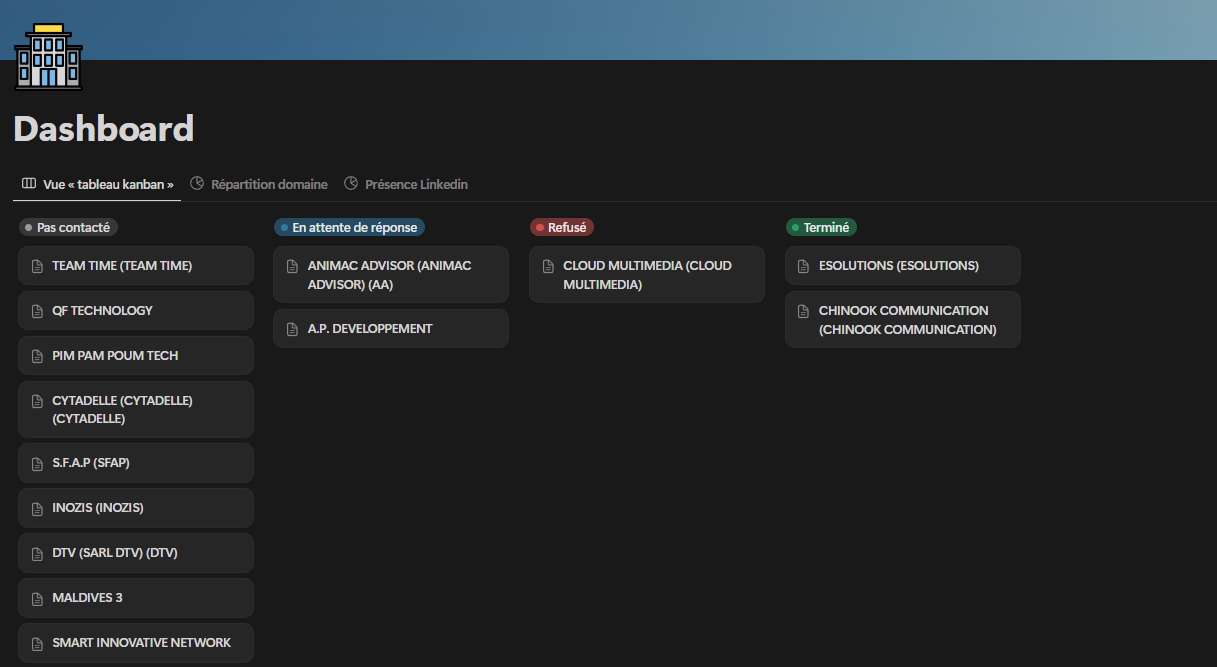 Dashboard
Vue « tableau kanban »
Répartition domaine
Présence Linkedin
Pas contacté
TEAM TIME (TEAM TIME)
QF TECHNOLOGY
PIM PAM POUM TECH
CYTADELLE (CYTADELLE)
(CYTADELLE)
S.F.A.P (SFAP)
INOZIS (INOZIS)
DTV (SARL DTV) (DTV)
MALDIVES 3
SMART INNOVATIVE NETWORK
En attente de réponse
ANIMAC ADVISOR (ANIMAC
ADVISOR) (AA)
A.P. DEVELOPPEMENT
Refusé
CLOUD MULTIMEDIA (CLOUD
MULTIMEDIA)
Terminé
ESOLUTIONS (ESOLUTIONS)
CHINOOK COMMUNICATION
(CHINOOK COMMUNICATION)